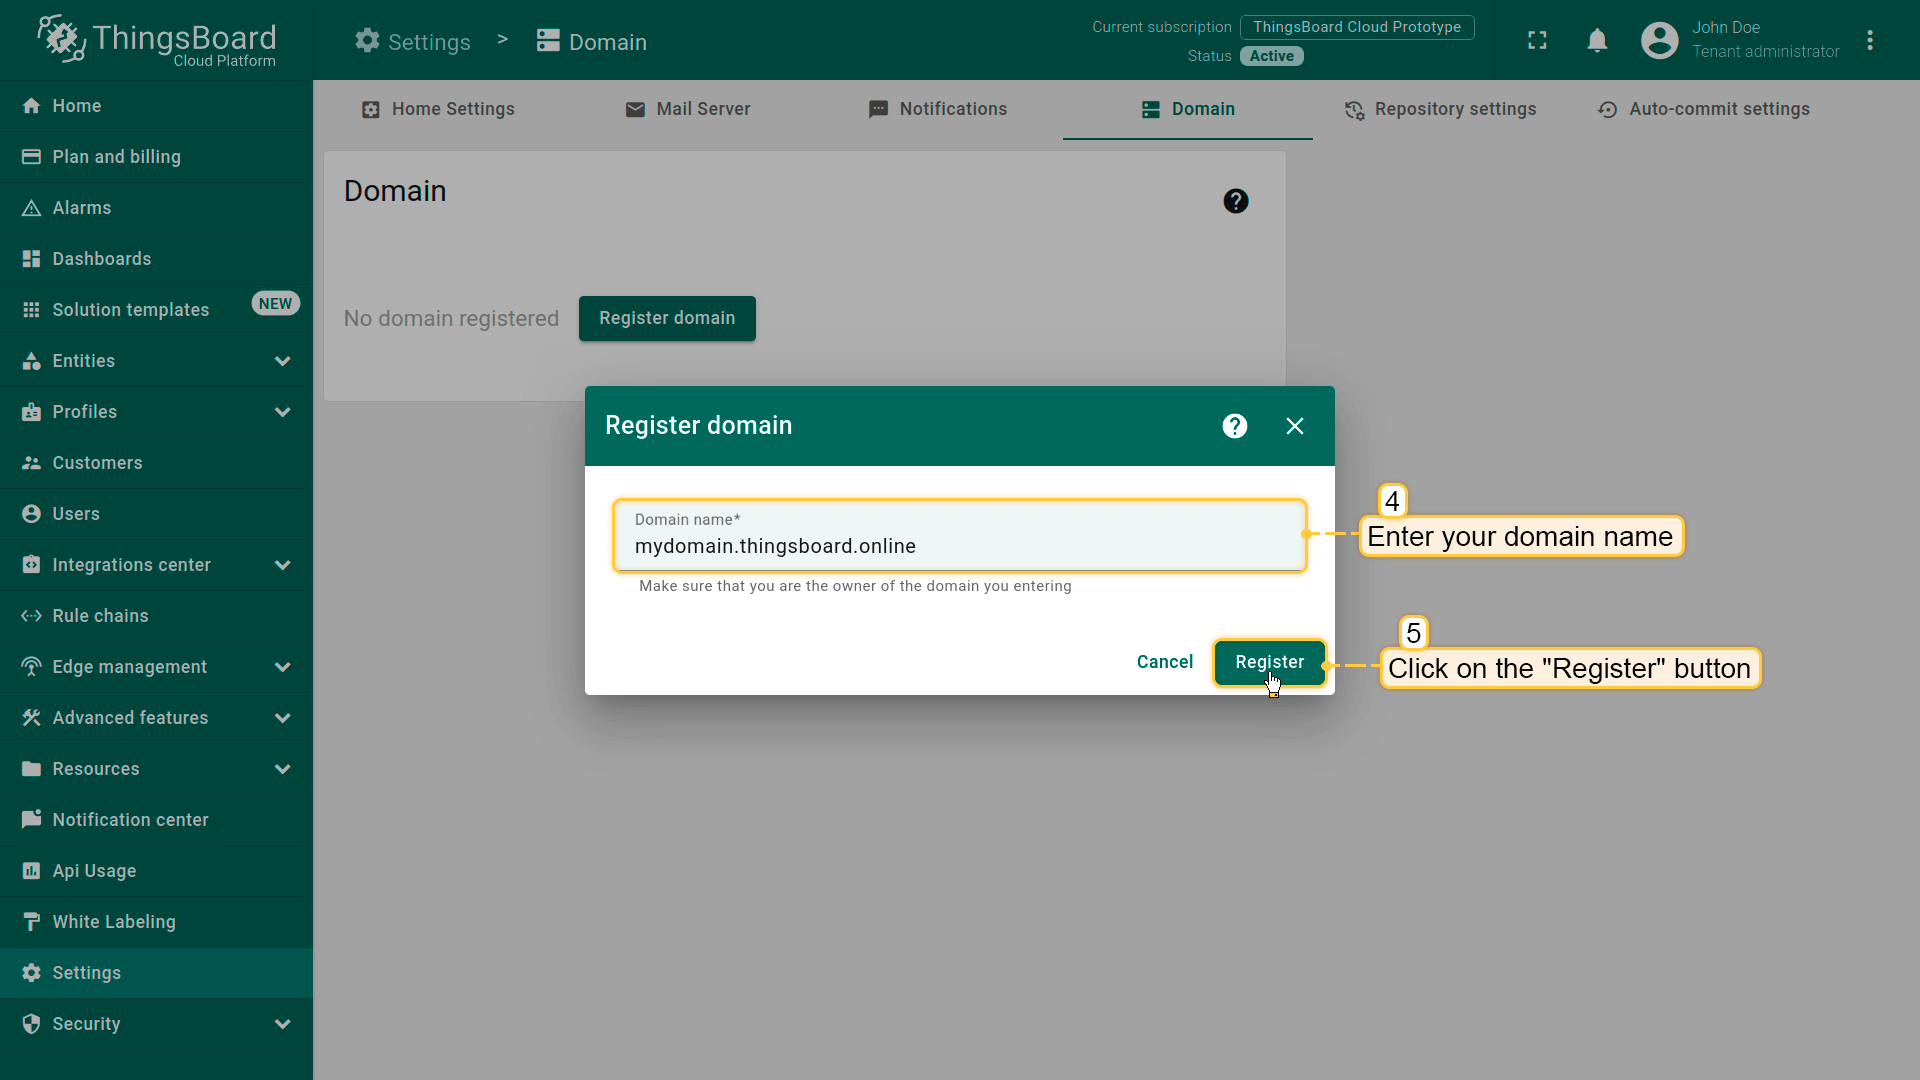 ThingsBoard
Cloud Platform
Settings > Domain
Current subscription ThingsBoard Cloud Prototype
Status Active
John Doe
Tenant administrator
Home
Plan and billing
Alarms
Dashboards
Solution templates NEW
Entities
Profiles
Customers
Users
Integrations center
Rule chains
Edge management
Advanced features
Resources
Notification center
Api Usage
White Labeling
Settings
Security
Home Settings
Mail Server
Notifications
Domain
Repository settings
Auto-commit settings
Domain
?
No domain registered
Register domain
Register domain
?
Domain name*
mydomain.thingsboard.online
Make sure that you are the owner of the domain you entering
Cancel
Register
4
Enter your domain name
5
Click on the "Register" button